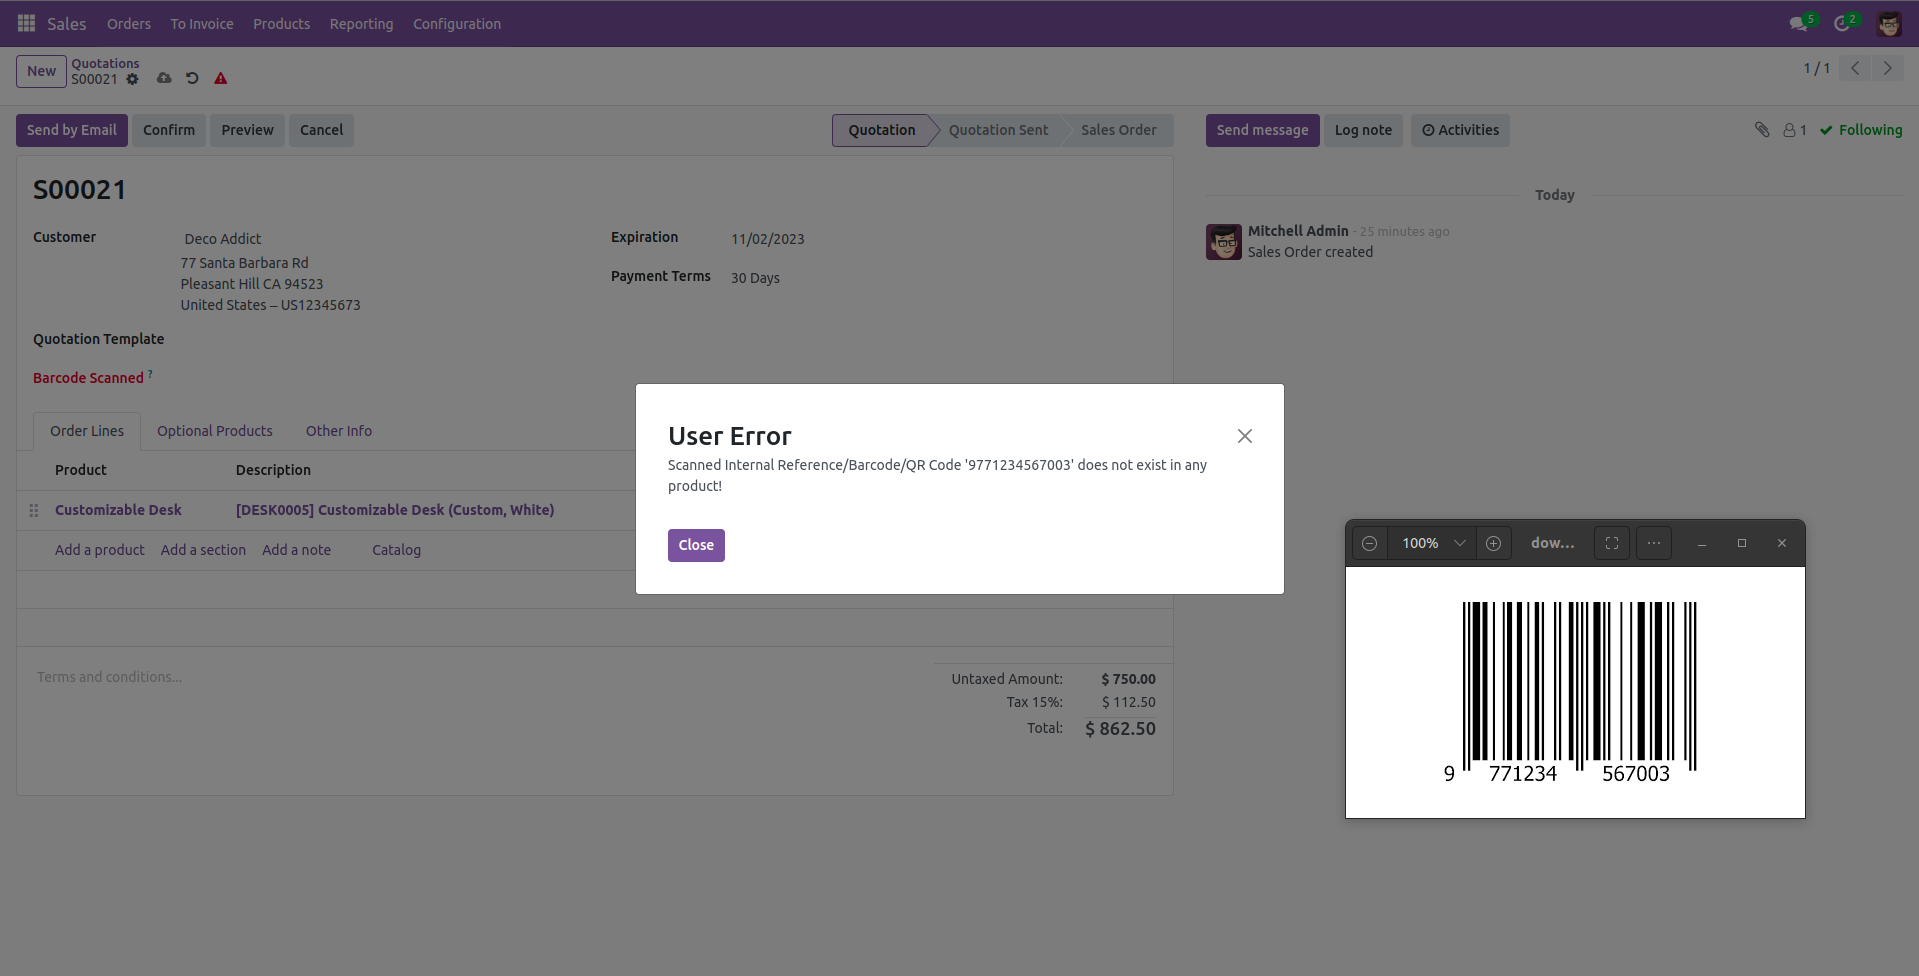 Sales Orders To Invoice Products Reporting Configuration 5 2
New Quotations
S00021
1 / 1
Send by Email Confirm Preview Cancel Quotation Quotation Sent Sales Order Send message Log note Activities 1 Following
S00021
Today
Customer Deco Addict Expiration 11/02/2023
77 Santa Barbara Rd
Pleasant Hill CA 94523
United States – US12345673
Payment Terms 30 Days
Mitchell Admin - 25 minutes ago
Sales Order created
Quotation Template
Barcode Scanned ?
Order Lines Optional Products Other Info
Product Description
Customizable Desk [DESK0005] Customizable Desk (Custom, White)
Add a product Add a section Add a note Catalog
User Error
Scanned Internal Reference/Barcode/QR Code '9771234567003' does not exist in any
product!
Close
100% dow... ...
9 771234 567003
Terms and conditions...
Untaxed Amount: $ 750.00
Tax 15%: $ 112.50
Total: $ 862.50